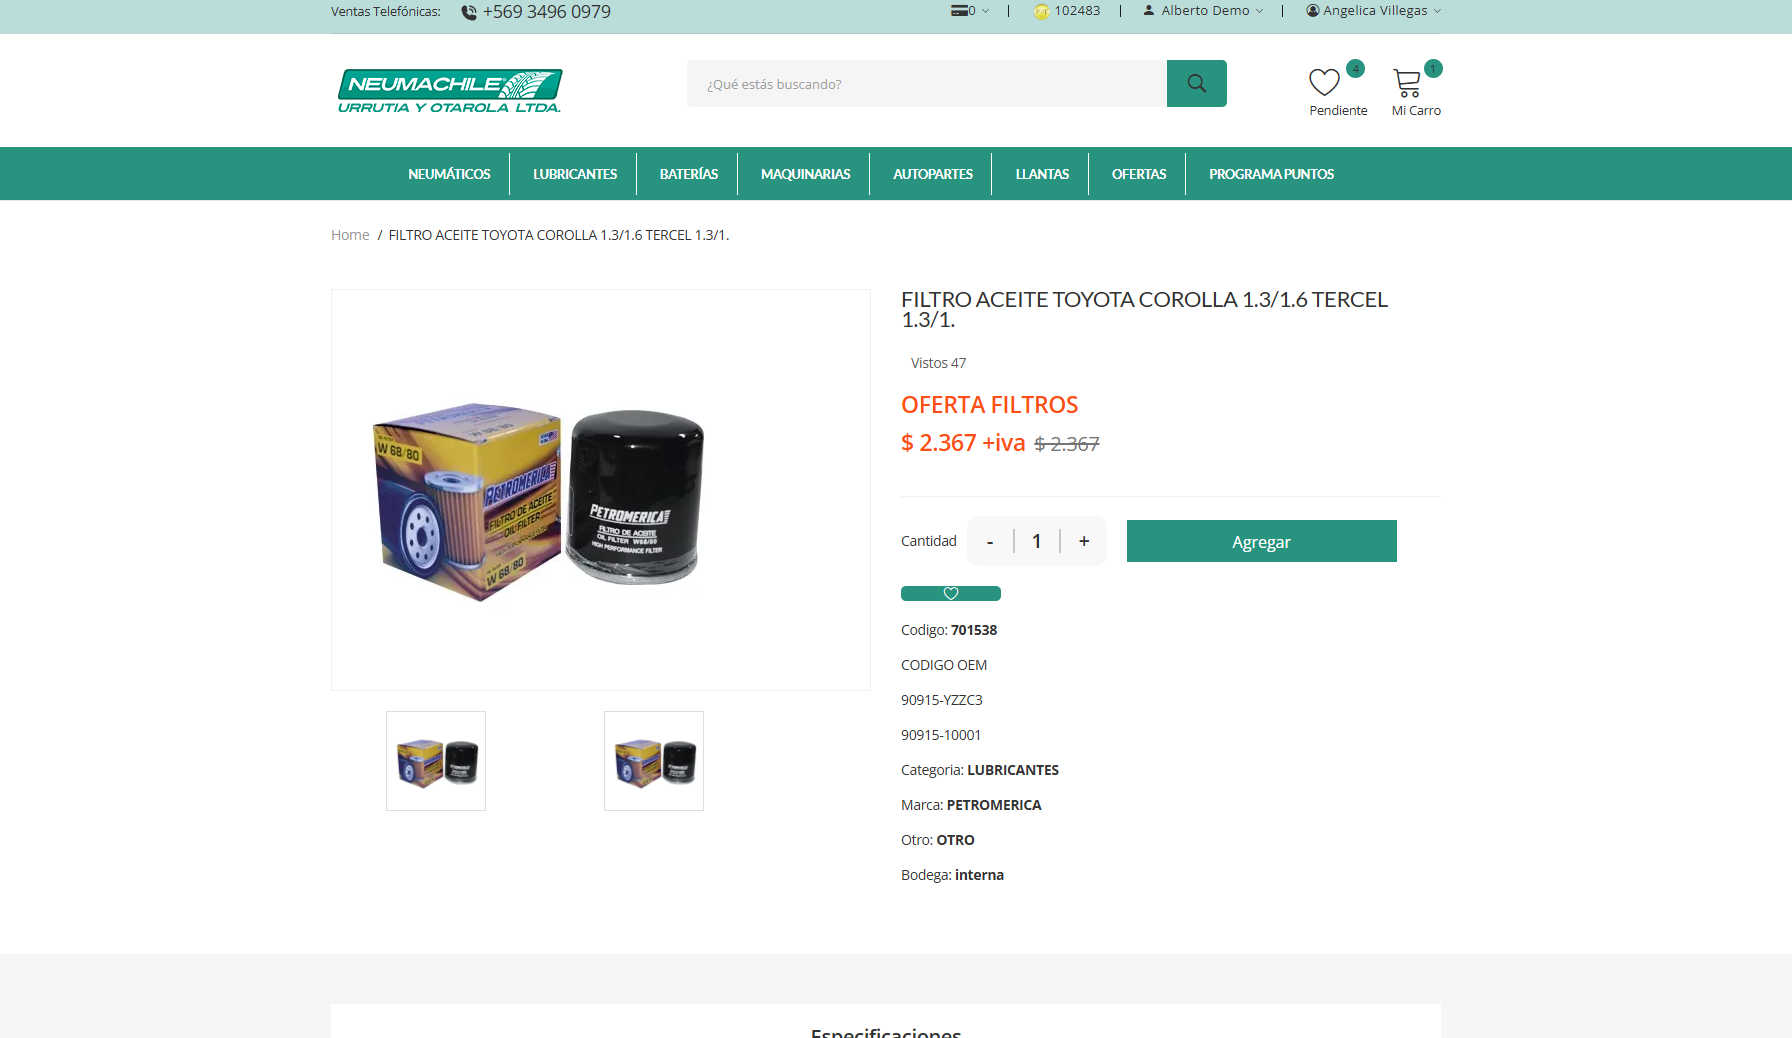 Ventas Telefónicas: +569 3496 0979
0 102483 Alberto Demo Angelica Villegas
NEUMACHILE
URRUTIA Y OTAROLA LTDA.
¿Qué estás buscando?
4 1
Pendiente Mi Carro
NEUMÁTICOS LUBRICANTES BATERÍAS MAQUINARIAS AUTOPARTES LLANTAS OFERTAS PROGRAMA PUNTOS
Home / FILTRO ACEITE TOYOTA COROLLA 1.3/1.6 TERCEL 1.3/1.
W 68/80
PETROMERICA
FILTRO DE ACEITE
OIL FILTER
W 68/80
PETROMERICA
FILTRO DE ACEITE
OIL FILTER W68/80
HIGH PERFORMANCE FILTER
FILTRO ACEITE TOYOTA COROLLA 1.3/1.6 TERCEL
1.3/1.
Vistos 47
OFERTA FILTROS
$ 2.367 +iva $ 2.367
Cantidad - 1 + Agregar
Codigo: 701538
CODIGO OEM
90915-YZZC3
90915-10001
Categoria: LUBRICANTES
Marca: PETROMERICA
Otro: OTRO
Bodega: interna
Especificaciones